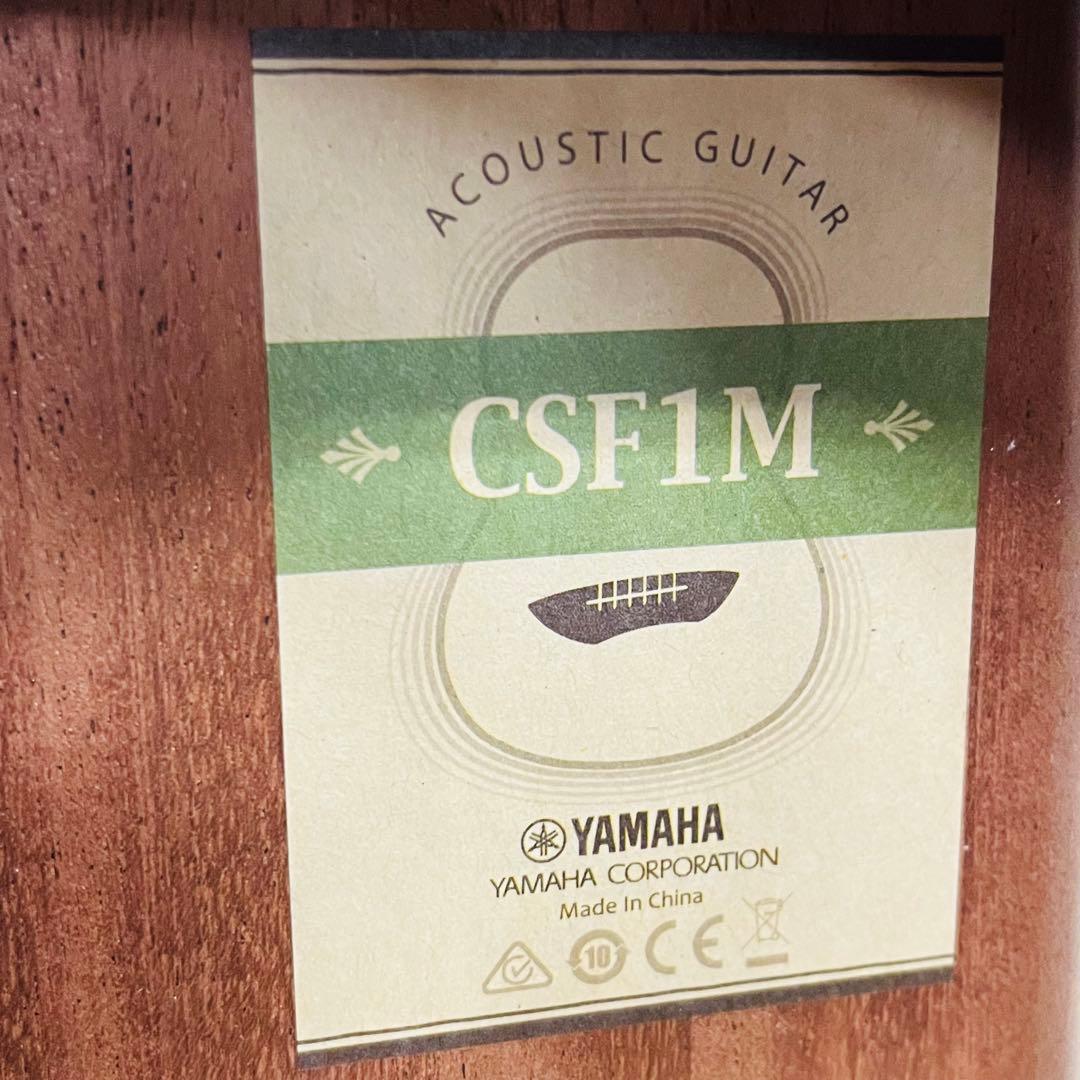 ACOUSTIC GUITAR
CSF1M
YAMAHA
YAMAHA CORPORATION
Made In China
10 CE